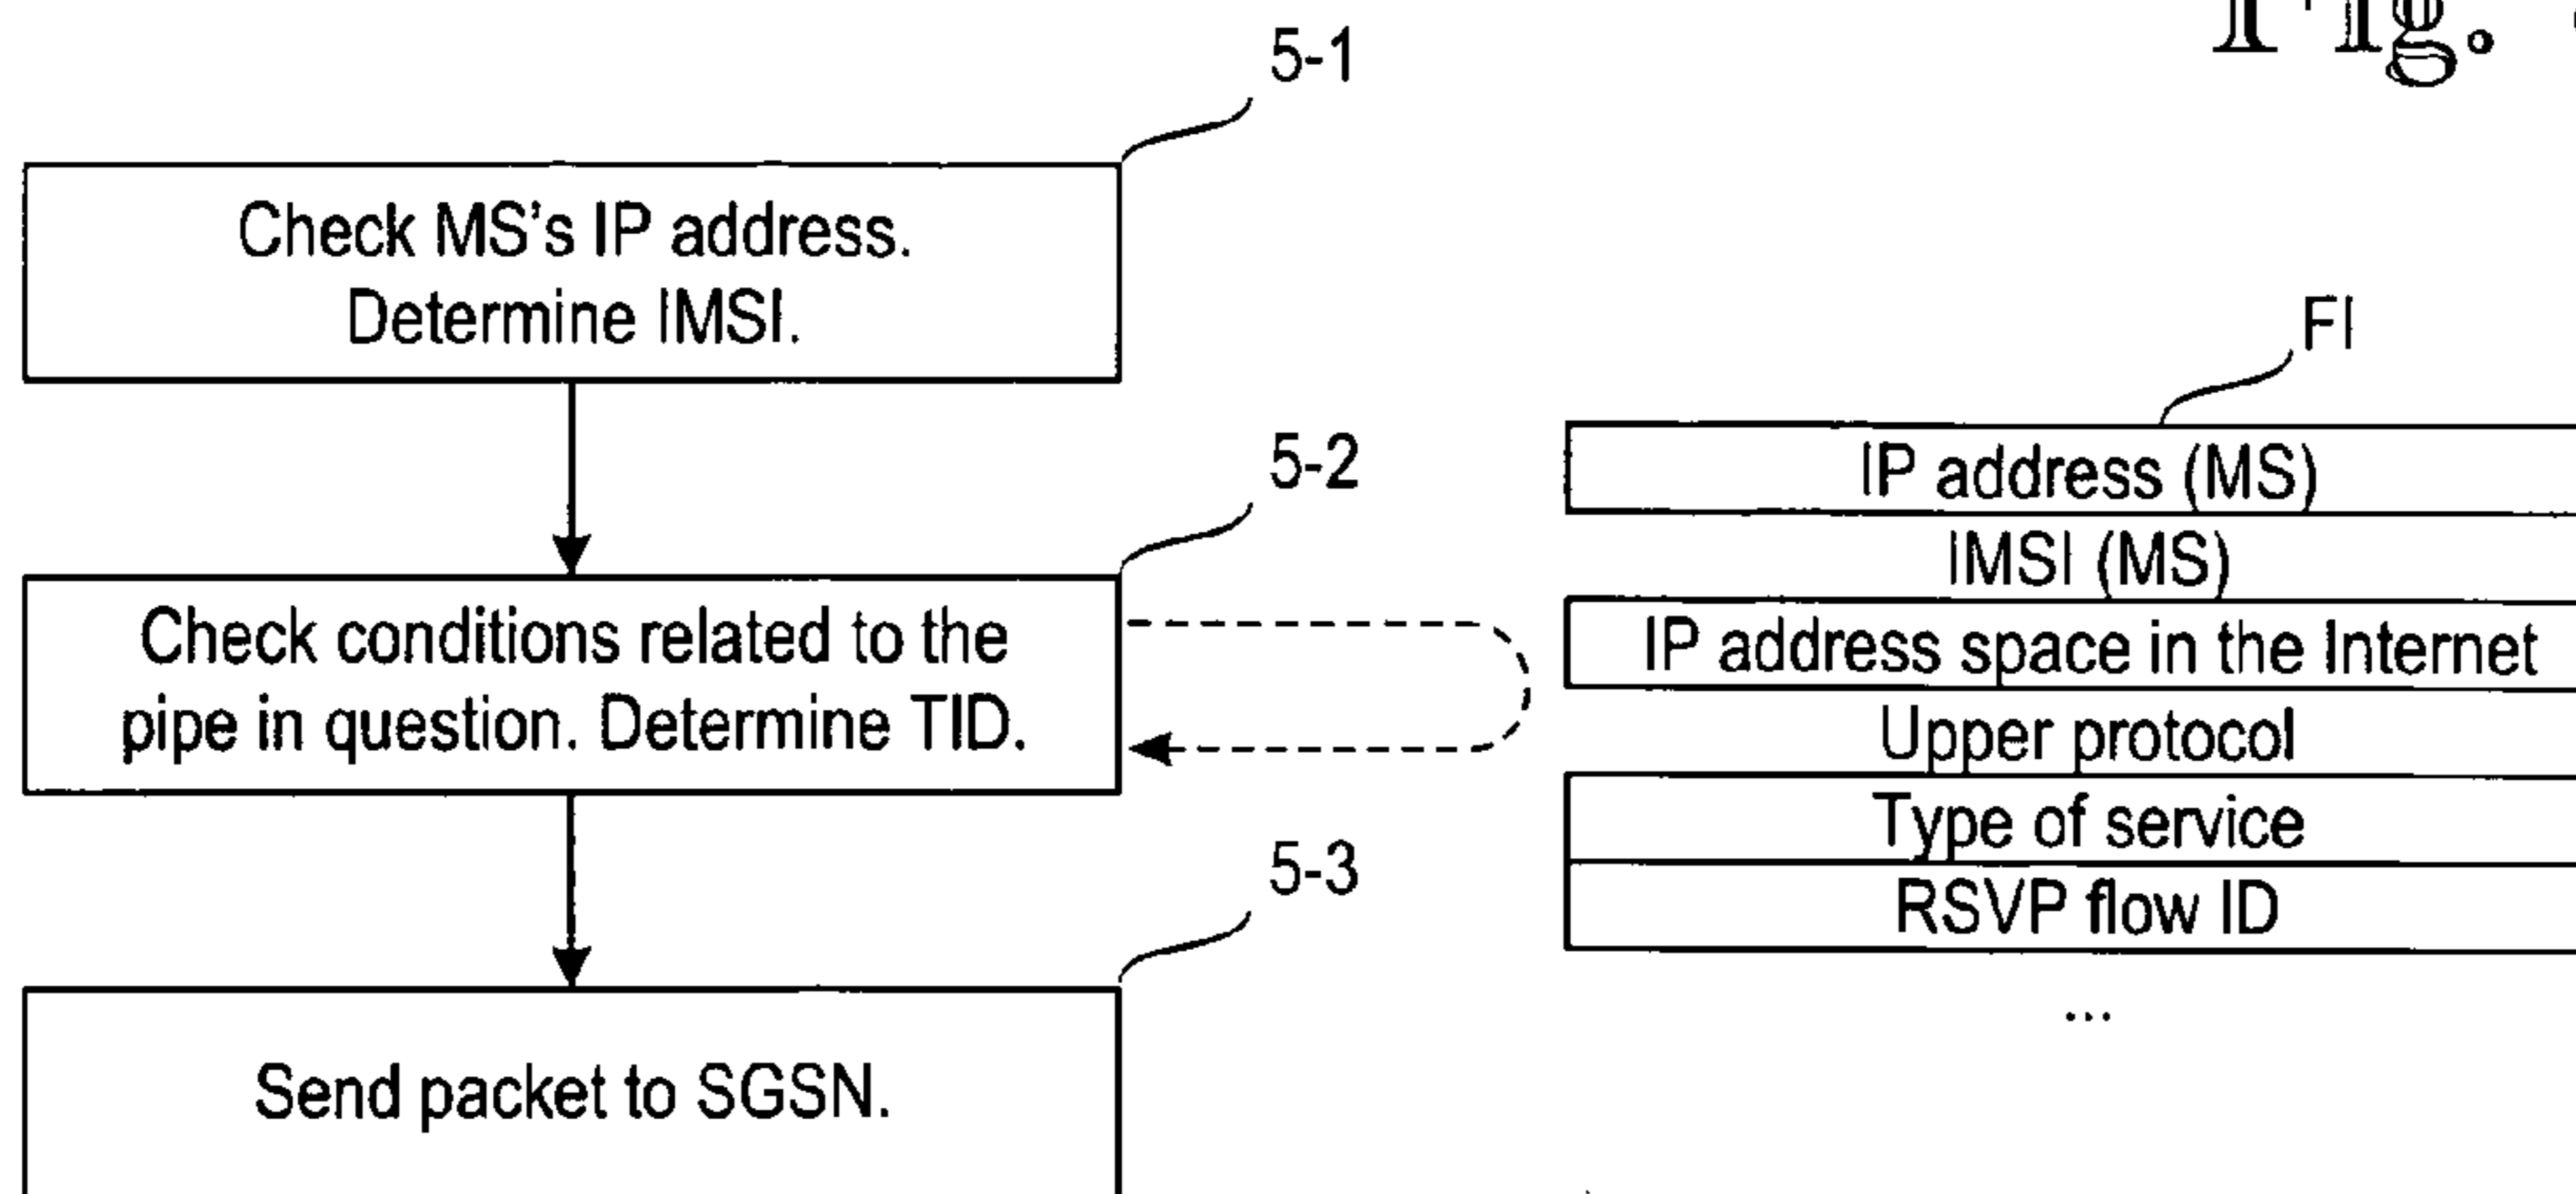 Fig.
5-1
Check MS's IP address.
Determine IMSI.
5-2
Check conditions related to the
pipe in question. Determine TID.
5-3
Send packet to SGSN.
FI
IP address (MS)
IMSI (MS)
IP address space in the Internet
Upper protocol
Type of service
RSVP flow ID
...